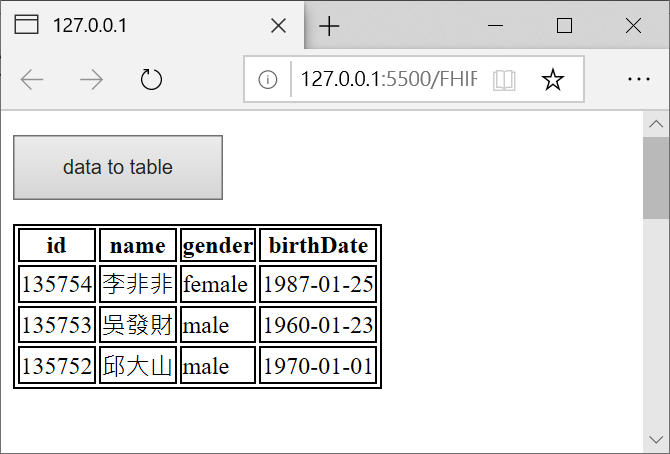 127.0.0.1
127.0.0.1:5500/FHIF
data to table
id name gender birthDate
135754 李非非 female 1987-01-25
135753 吳發財 male 1960-01-23
135752 邱大山 male 1970-01-01